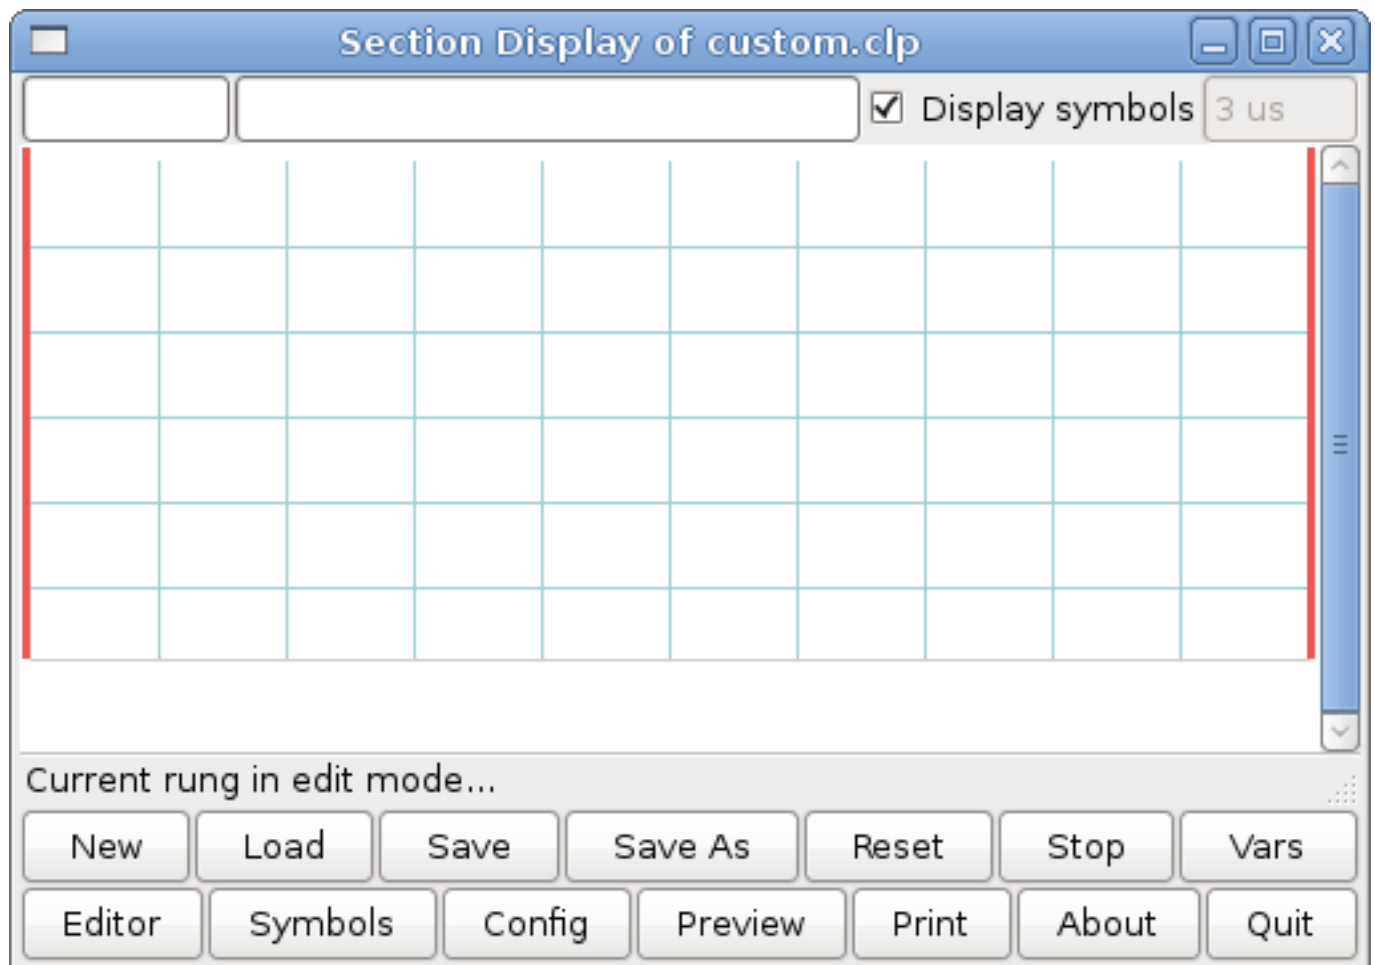 Section Display of custom.clp
Display symbols 3 us
Current rung in edit mode...
New Load Save Save As Reset Stop Vars
Editor Symbols Config Preview Print About Quit